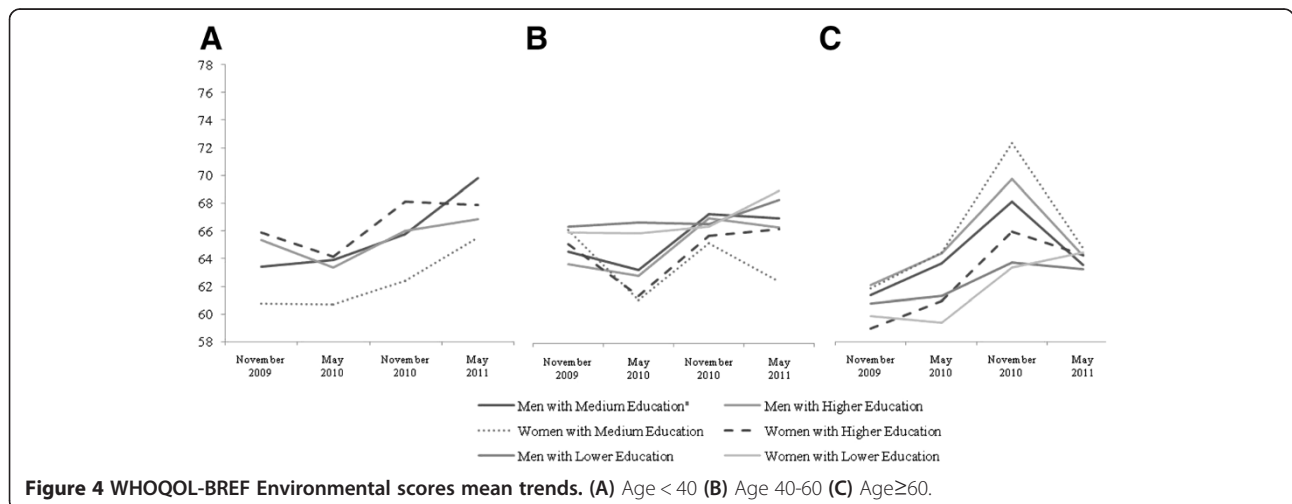 A B C
78
76
74
72
70
68
66
64
62
60
58
November May November May November May November May November May November May
2009 2010 2010 2011 2009 2010 2010 2011 2009 2010 2010 2011
Men with Medium Education* Men with Higher Education
Women with Medium Education Women with Higher Education
Men with Lower Education Women with Lower Education
Figure 4 WHOQOL-BREF Environmental scores mean trends. (A) Age < 40 (B) Age 40-60 (C) Age≥60.